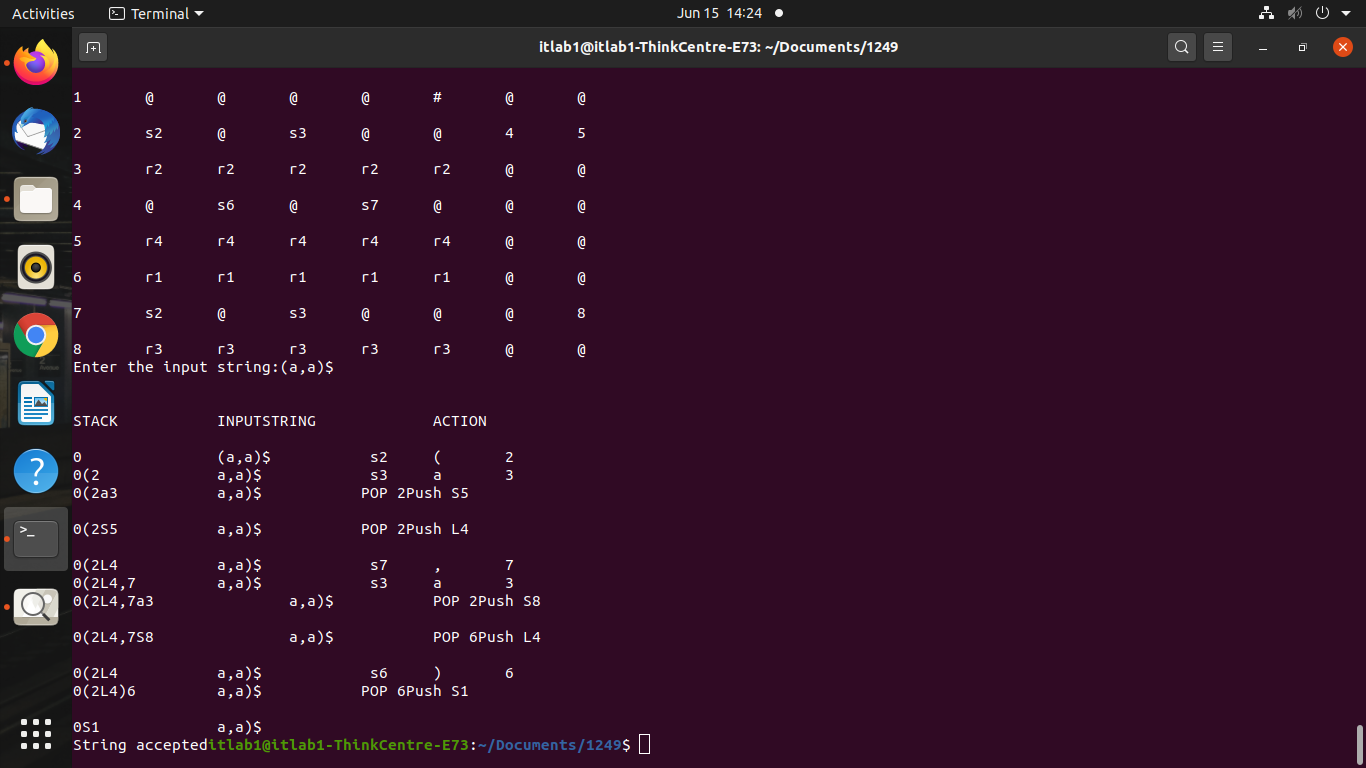 Activities Terminal Jun 15 14:24
itlab1@itlab1-ThinkCentre-E73: ~/Documents/1249
1 @ @ @ @ # @ @
2 s2 @ s3 @ @ 4 5
3 r2 r2 r2 r2 r2 @ @
4 @ s6 @ s7 @ @ @
5 r4 r4 r4 r4 r4 @ @
6 r1 r1 r1 r1 r1 @ @
7 s2 @ s3 @ @ @ 8
8 r3 r3 r3 r3 r3 @ @
Enter the input string:(a,a)$
STACK INPUTSTRING ACTION
0 (a,a)$ s2 ( 2
0(2 a,a)$ s3 a 3
0(2a3 a,a)$ POP 2Push S5
0(2S5 a,a)$ POP 2Push L4
0(2L4 a,a)$ s7 , 7
0(2L4,7 a,a)$ s3 a 3
0(2L4,7a3 a,a)$ POP 2Push S8
0(2L4,7S8 a,a)$ POP 6Push L4
0(2L4 a,a)$ s6 ) 6
0(2L4)6 a,a)$ POP 6Push S1
0S1 a,a)$
String accepteditlab1@itlab1-ThinkCentre-E73:~/Documents/1249$